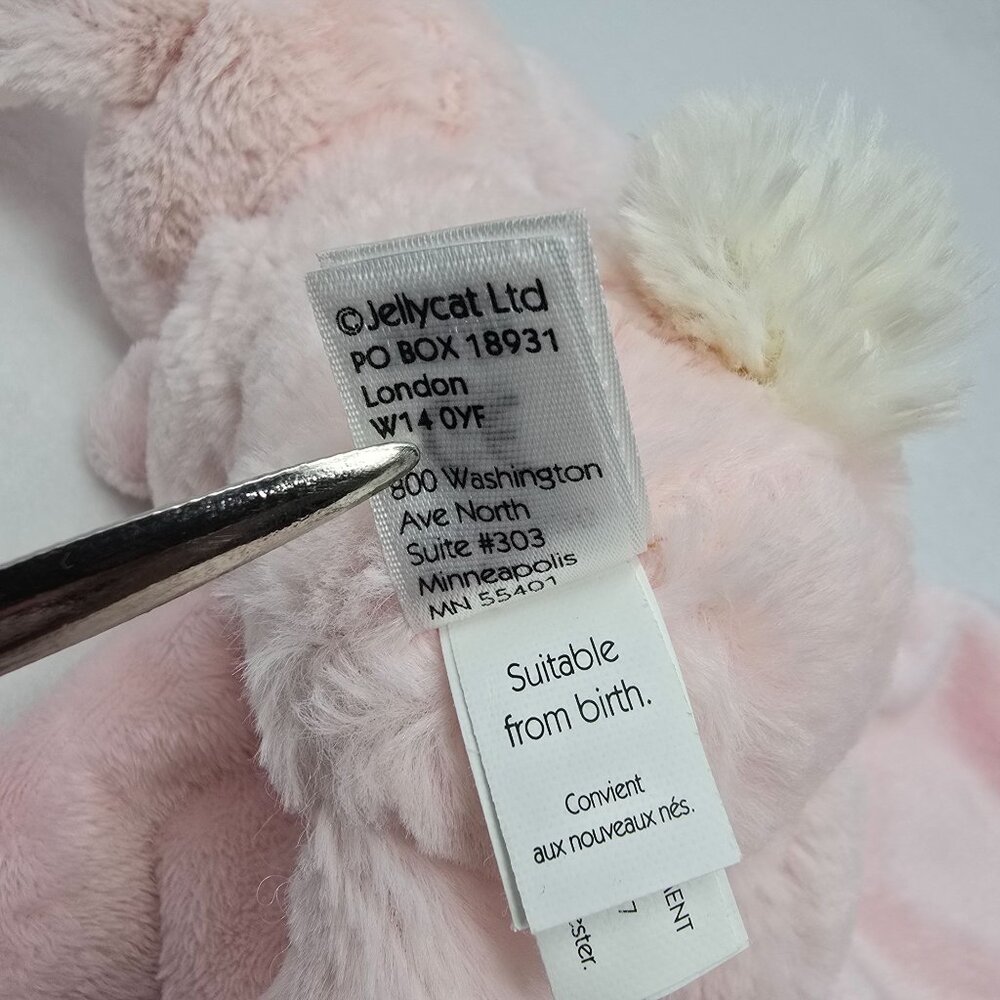 ©Jellycat Ltd
PO BOX 18931
London
W14 0YF
800 Washington
Ave North
Suite #303
Minneapolis
MN 55401
Suitable
from birth.
Convient
aux nouveaux nés.